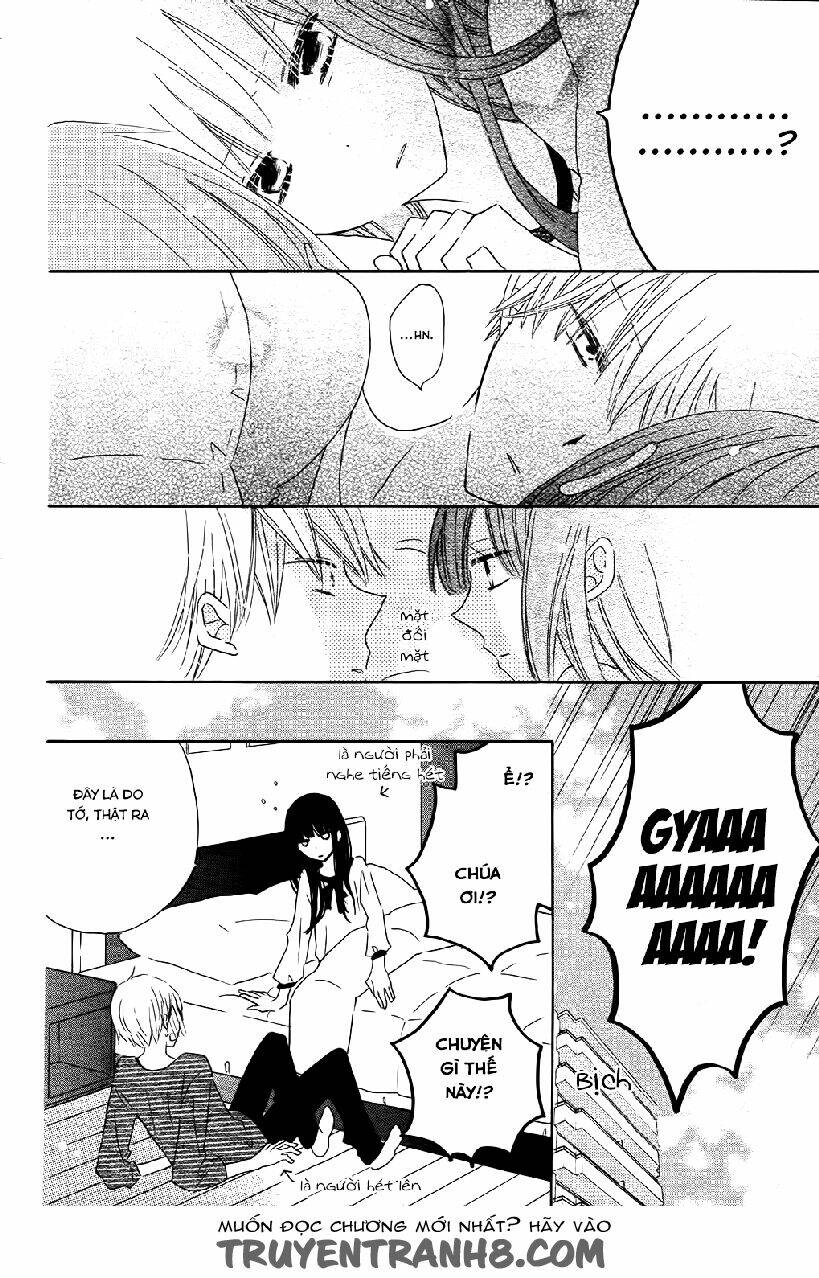 ............
............?
...HN.
mặt
đối
mặt
GYAAA
AAAAAA
AAAA!
BỊCH
Ể!?
CHÚA
ƠI!?
CHUYỆN
GÌ THẾ
NÀY!?
là người phải
nghe tiếng hét
ĐÂY LÀ DO
TỚ, THẬT RA
...
là người hét lên
MUỐN ĐỌC CHƯƠNG MỚI NHẤT? HÃY VÀO
TRUYENTRANH8.COM